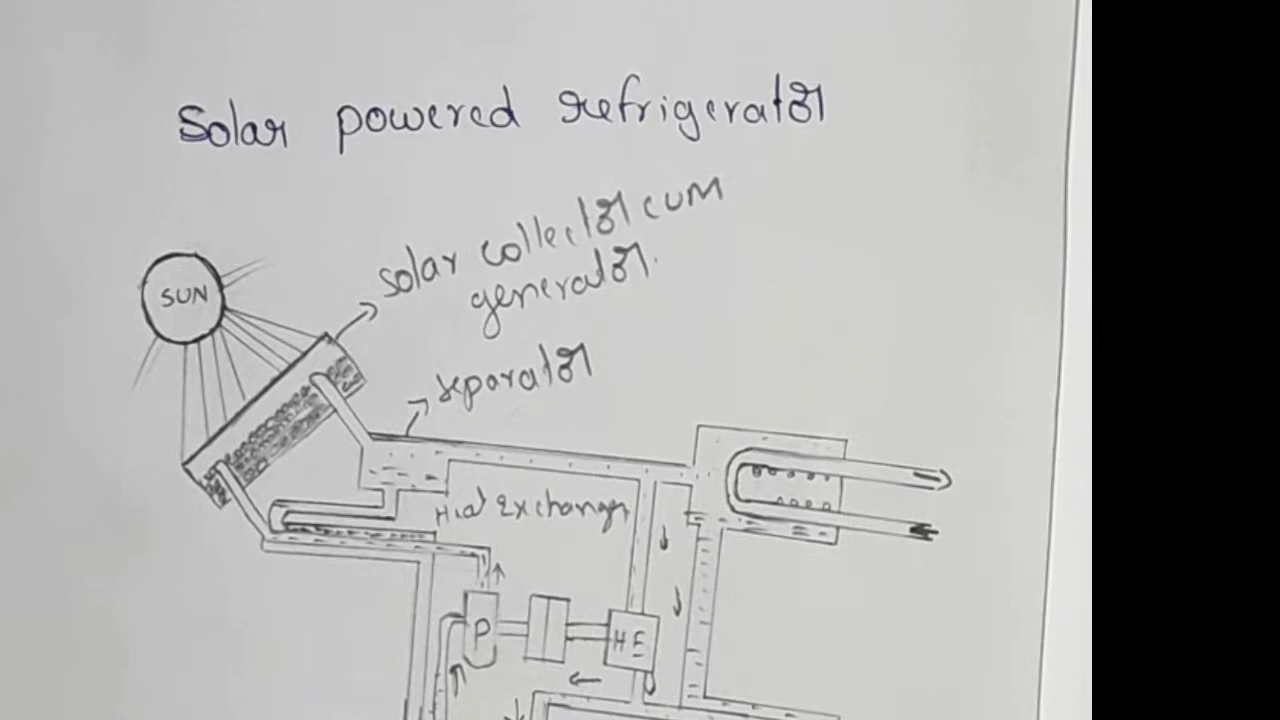 Solar powered refrigerator
solar collector cum
generator.
separator
SUN
Heat Exchanger
P
HE